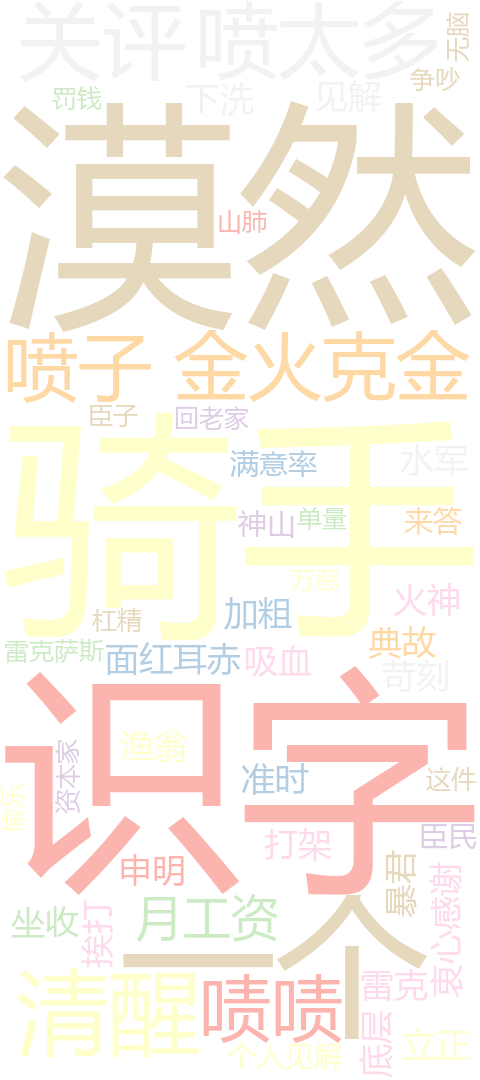 关评 喷太多
无脑
争吵
罚钱
下洗
见解
漠然
山肺
喷子 金火克金
臣子
回老家
骑手
满意率
水军
神山
单量
来答
万恶
加粗
火神
杠精
典故
雷克萨斯
面红耳赤
吸血
苛刻
识字
渔翁
资本家
准时
这件
偷乐
打架
臣民
申明
暴君
衷心感谢
坐收
挨打
月工资
一个
清醒
啧啧
雷克
底层
个人见解
立正